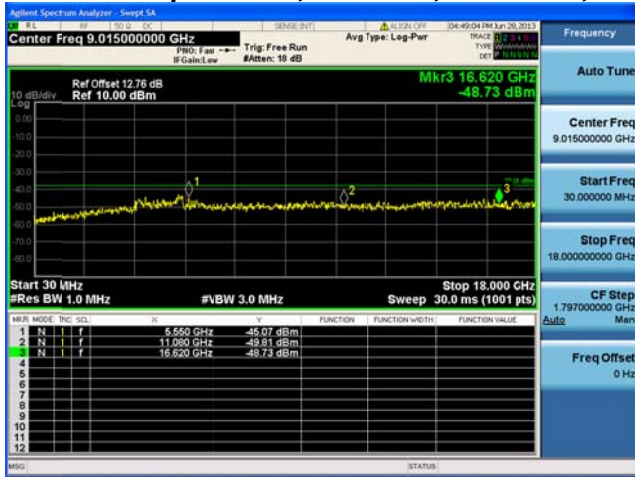 Agilent Spectrum Analyzer - Swept SA
RL RF 50 Ω DC SENSE:INT ALIGN OFF 04:49:04 PM Jun 28, 2013
Center Freq 9.015000000 GHz
PNO: Fast Trig: Free Run Avg Type: Log-Pwr TRACE 1 2 3 4 5 6
IFGain:Low #Atten: 18 dB TYPE
DET P N N N N N
Frequency
Auto Tune
Ref Offset 12.76 dB Mkr3 16.620 GHz
10 dB/div Ref 10.00 dBm -48.73 dBm
Log
0.00
-10.0
-20.0
-30.0
-40.0
-50.0
-60.0
-70.0
-80.0
1
2
3
Center Freq
9.015000000 GHz
Start Freq
30.000000 MHz
Stop Freq
18.000000000 GHz
CF Step
1.797000000 GHz
Auto Man
Freq Offset
0 Hz
Start 30 MHz Stop 18.000 GHz
#Res BW 1.0 MHz #VBW 3.0 MHz Sweep 30.0 ms (1001 pts)
MKR MODE TRC SCL X Y FUNCTION FUNCTION WIDTH FUNCTION VALUE
1 N 1 f 5.550 GHz -45.07 dBm
2 N 1 f 11.080 GHz -49.81 dBm
3 N 1 f 16.620 GHz -48.73 dBm
4
5
6
7
8
9
10
11
12
MSG STATUS